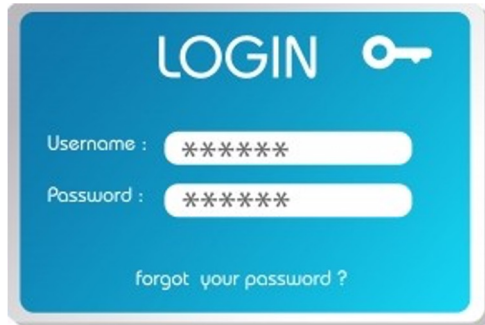 LOGIN
Username : ******
Password : ******
forgot your password ?